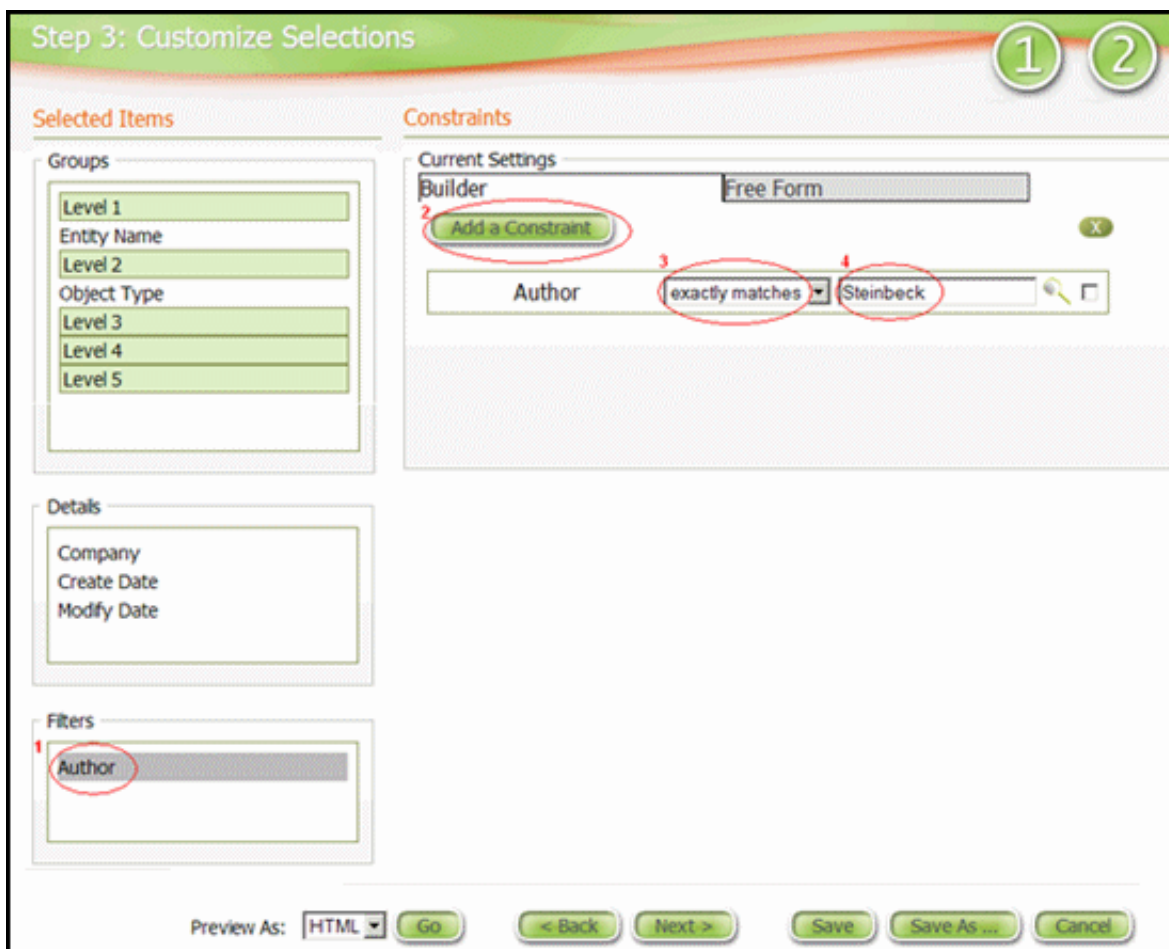 Step 3: Customize Selections
1 2
Selected Items
Groups
Level 1
Entity Name
Level 2
Object Type
Level 3
Level 4
Level 5
Details
Company
Create Date
Modify Date
Filters
1
Author
Constraints
Current Settings
Builder Free Form
2
Add a Constraint X
3 4
Author exactly matches Steinbeck
Preview As: HTML Go < Back Next > Save Save As ... Cancel